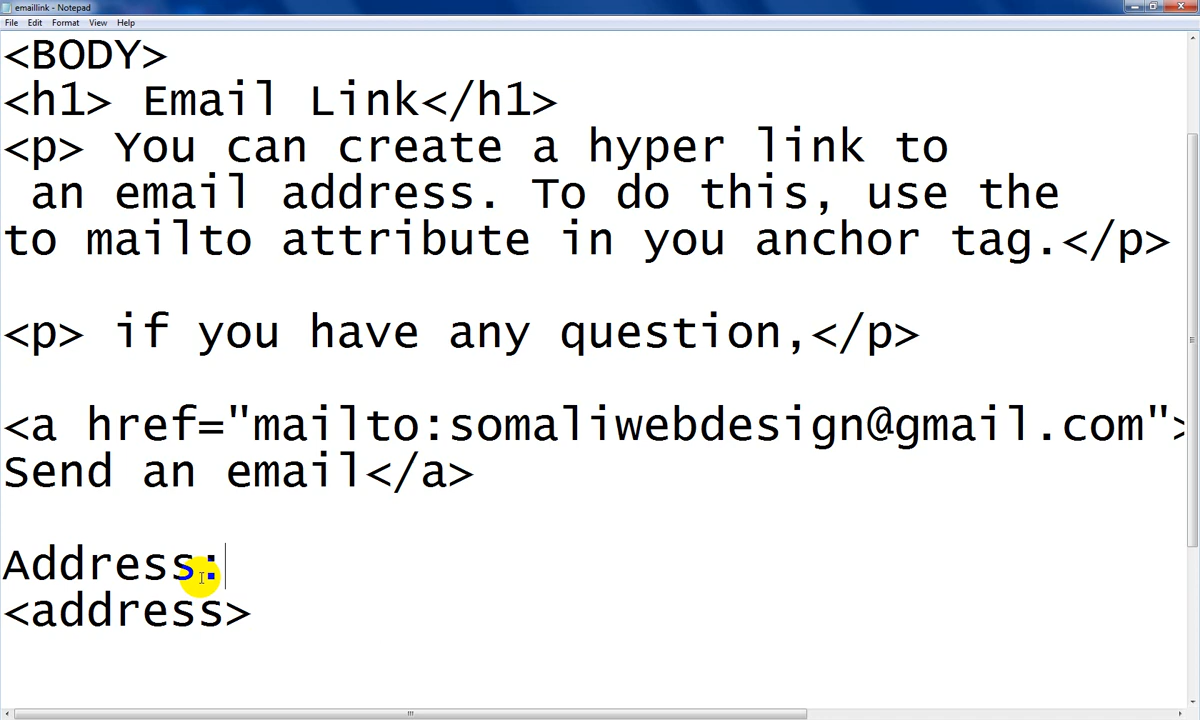 emaillink - Notepad
File Edit Format View Help
<BODY>
<h1> Email Link</h1>
<p> You can create a hyper link to
an email address. To do this, use the
to mailto attribute in you anchor tag.</p>
<p> if you have any question,</p>
<a href="mailto:somaliwebdesign@gmail.com">
Send an email</a>
Address:
<address>